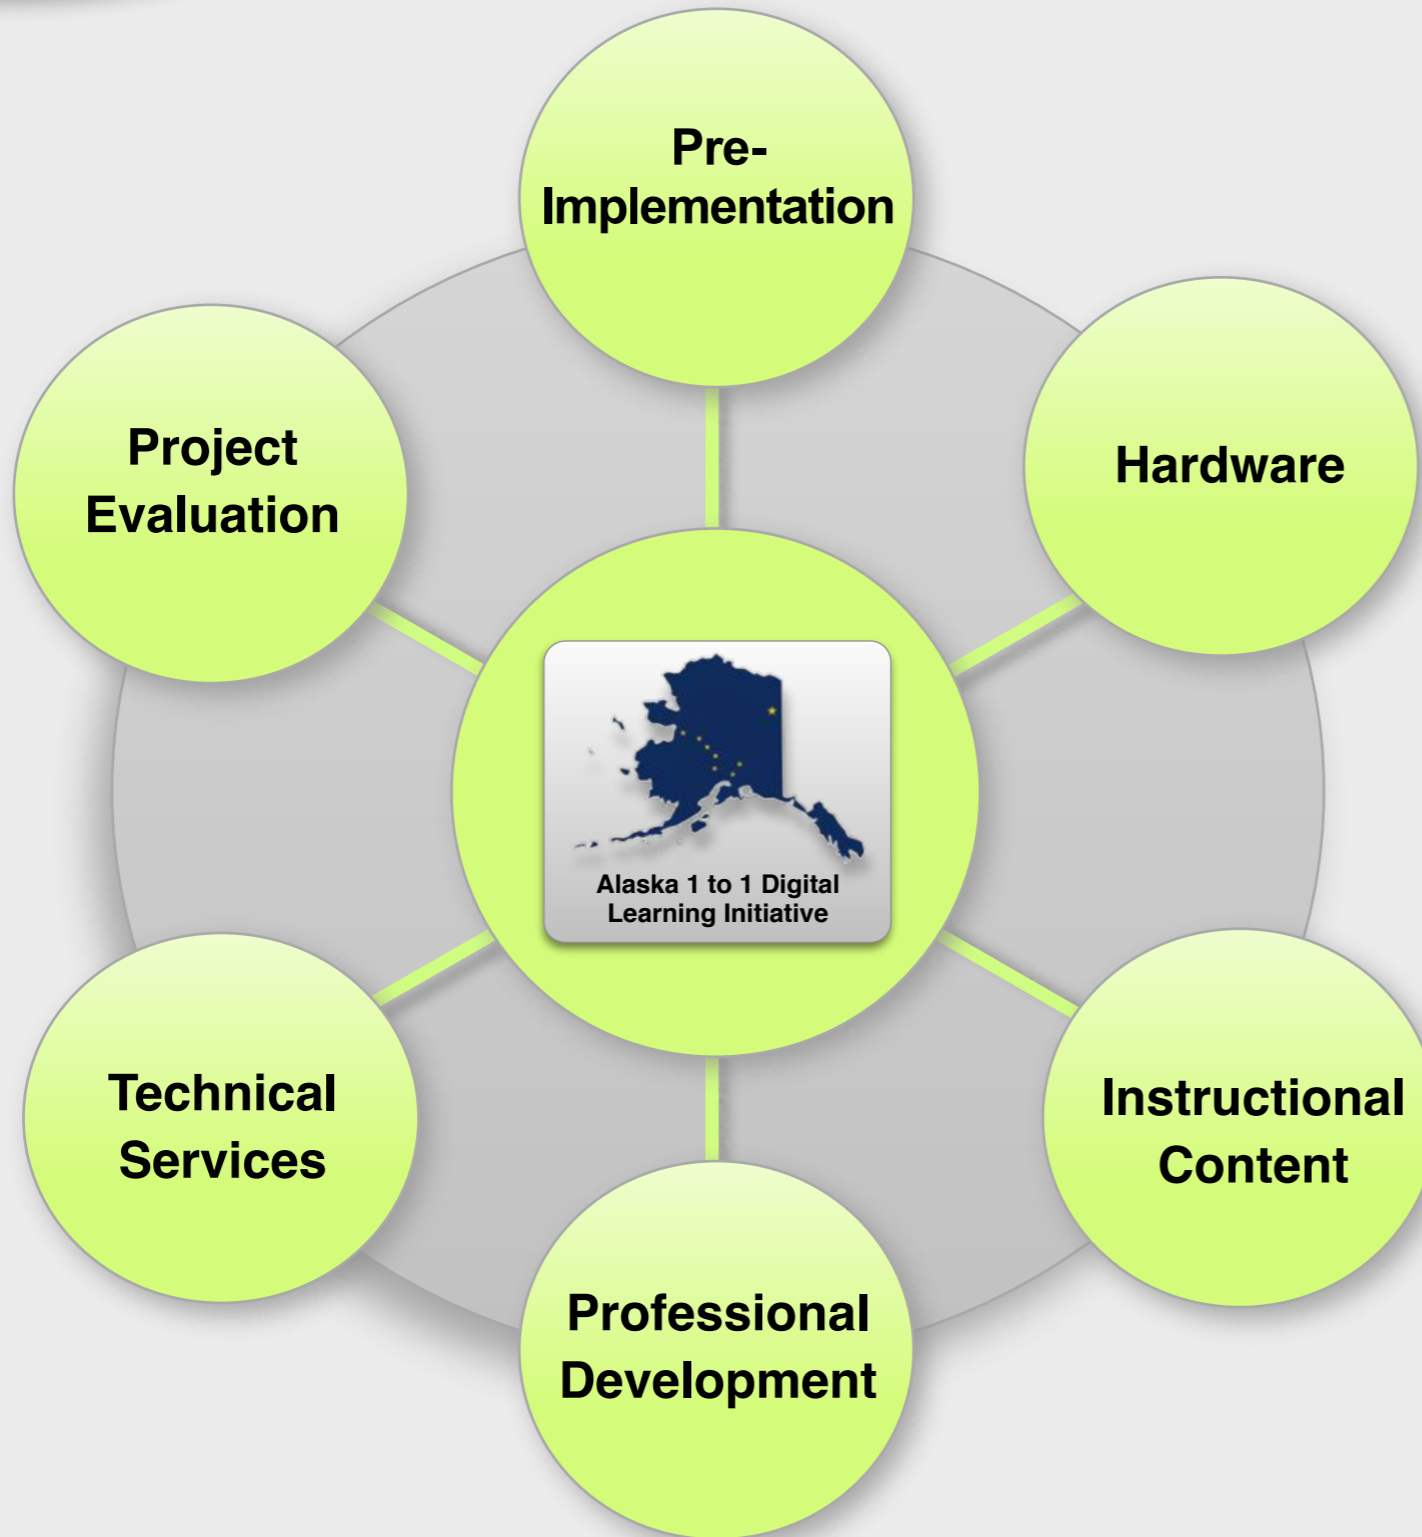 Pre-
Implementation
Hardware
Project
Evaluation
Alaska 1 to 1 Digital
Learning Initiative
Technical
Services
Instructional
Content
Professional
Development